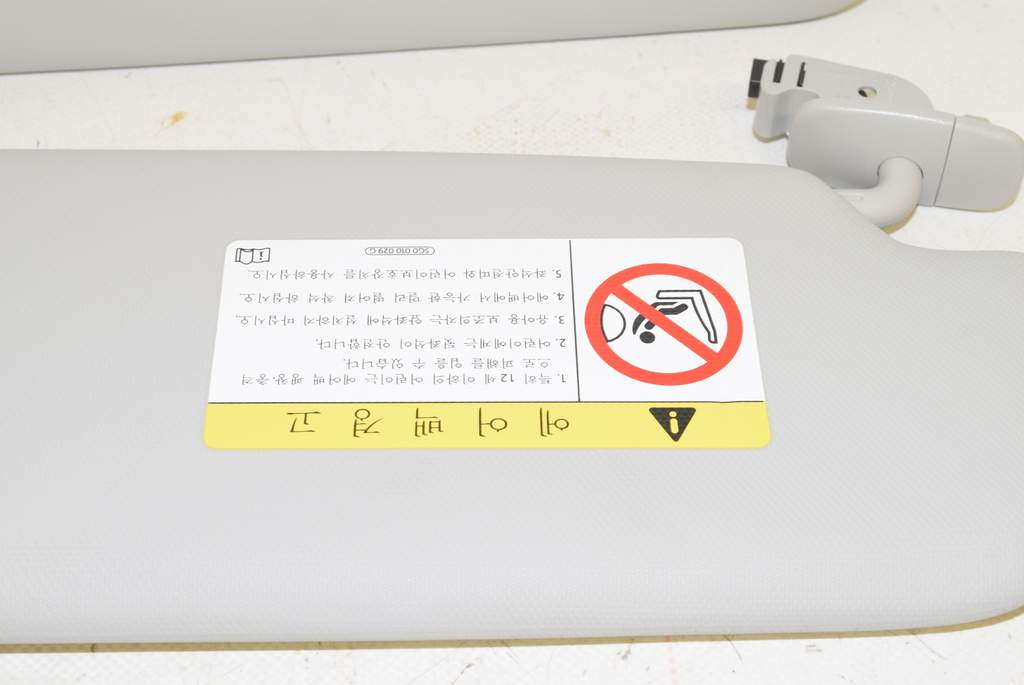 에어백 경고
1. 특히 12 세 이하의 어린이는 에어 백 팽창 충격
으로 피해를 입을 수 있습니다.
2. 어린이에게는 뒷좌석이 안전합니다.
3. 유아용 보조의자는 앞좌석에 설치하지 마십시오
4. 에어백에서 가능한 멀리 떨어져 착석 하십시오
5. 좌석안전띠와 어린이보호장치를 사용하십시오
5G0 010 029 G